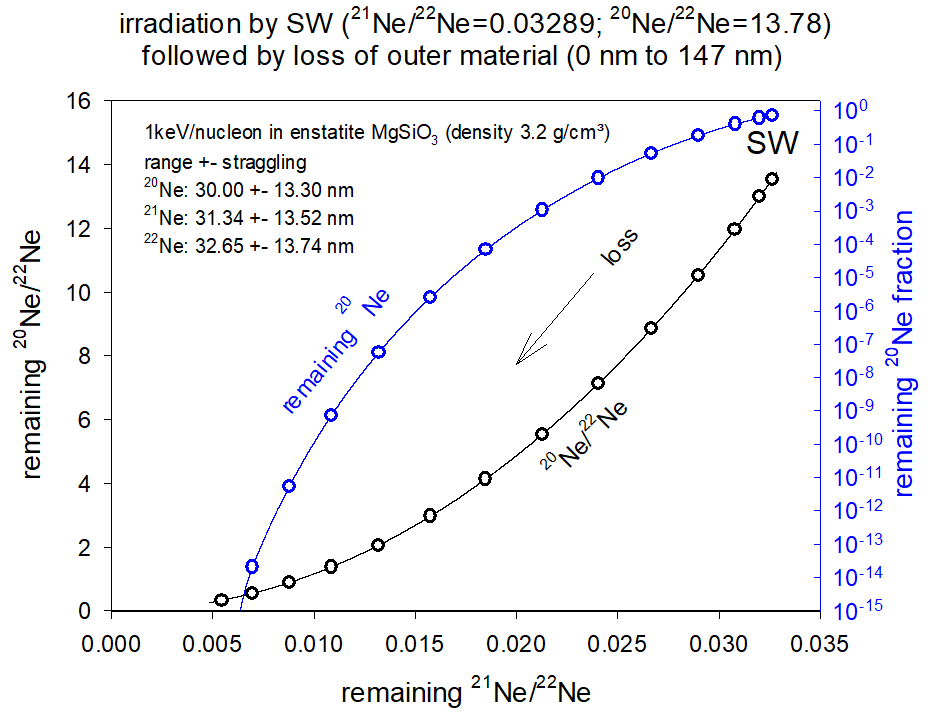 irradiation by SW (²¹Ne/²²Ne=0.03289; ²⁰Ne/²²Ne=13.78)
followed by loss of outer material (0 nm to 147 nm)
1keV/nucleon in enstatite MgSiO₃ (density 3.2 g/cm³)
range +- straggling
²⁰Ne: 30.00 +- 13.30 nm
²¹Ne: 31.34 +- 13.52 nm
²²Ne: 32.65 +- 13.74 nm
SW
loss
remaining ²⁰Ne
²⁰Ne/²²Ne
remaining ²⁰Ne/²²Ne
16
14
12
10
8
6
4
2
0
10⁰
10⁻¹
10⁻²
10⁻³
10⁻⁴
10⁻⁵
10⁻⁶
10⁻⁷
10⁻⁸
10⁻⁹
10⁻¹⁰
10⁻¹¹
10⁻¹²
10⁻¹³
10⁻¹⁴
10⁻¹⁵
remaining ²⁰Ne fraction
0.000 0.005 0.010 0.015 0.020 0.025 0.030 0.035
remaining ²¹Ne/²²Ne